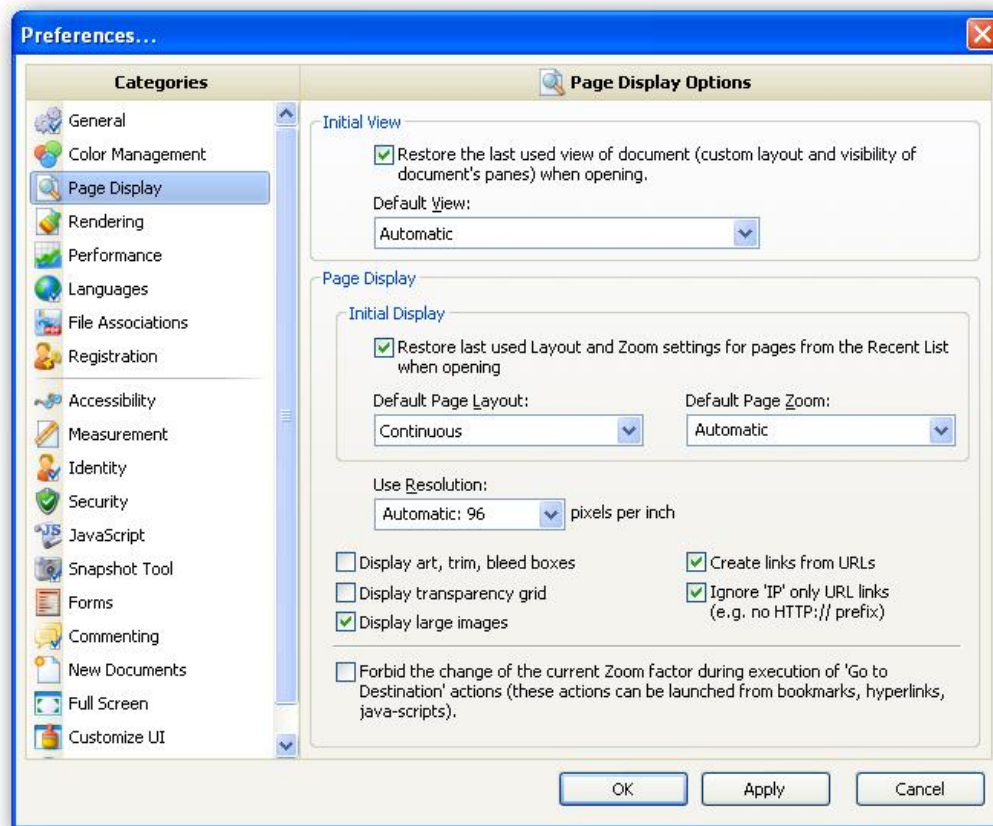 Preferences...
Categories
General
Color Management
Page Display
Rendering
Performance
Languages
File Associations
Registration
Accessibility
Measurement
Identity
Security
JavaScript
Snapshot Tool
Forms
Commenting
New Documents
Full Screen
Customize UI
Page Display Options
Initial View
Restore the last used view of document (custom layout and visibility of
document's panes) when opening.
Default View:
Automatic
Page Display
Initial Display
Restore last used Layout and Zoom settings for pages from the Recent List
when opening
Default Page Layout:
Continuous
Default Page Zoom:
Automatic
Use Resolution:
Automatic: 96
pixels per inch
Display art, trim, bleed boxes
Display transparency grid
Display large images
Create links from URLs
Ignore 'IP' only URL links
(e.g. no HTTP:// prefix)
Forbid the change of the current Zoom factor during execution of 'Go to
Destination' actions (these actions can be launched from bookmarks, hyperlinks,
java-scripts).
OK
Apply
Cancel